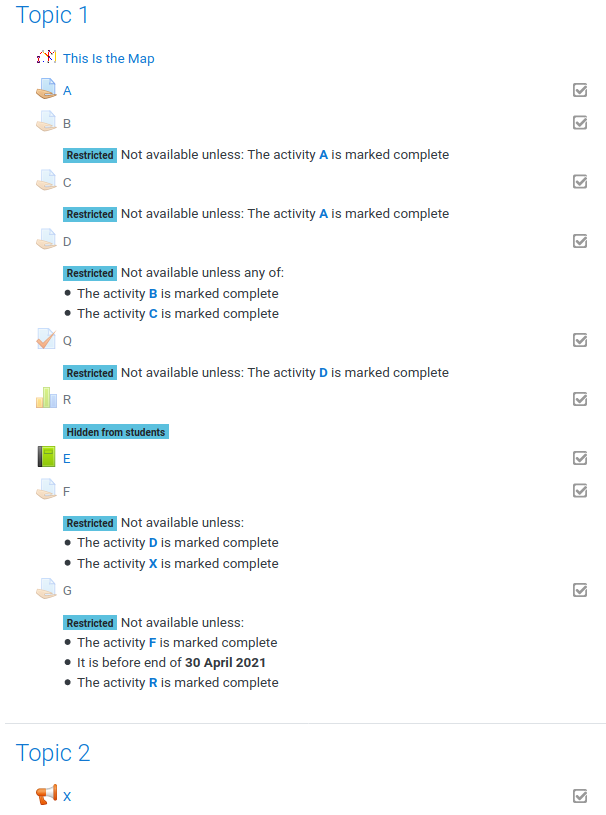 Topic 1
This Is the Map
A
B
Restricted Not available unless: The activity A is marked complete
C
Restricted Not available unless: The activity A is marked complete
D
Restricted Not available unless any of:
The activity B is marked complete
The activity C is marked complete
Q
Restricted Not available unless: The activity D is marked complete
R
Hidden from students
E
F
Restricted Not available unless:
The activity D is marked complete
The activity X is marked complete
G
Restricted Not available unless:
The activity F is marked complete
It is before end of 30 April 2021
The activity R is marked complete
Topic 2
X